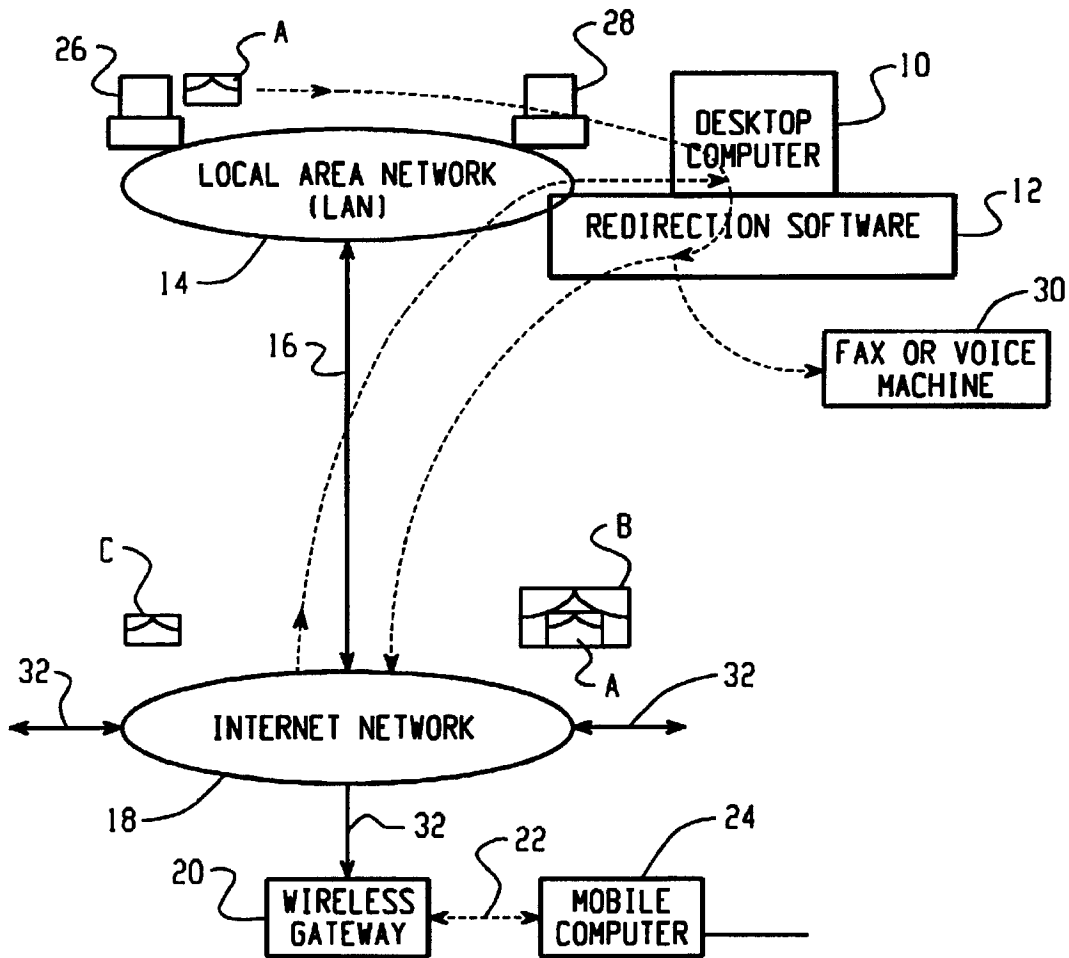 26
A
28
10
DESKTOP
COMPUTER
LOCAL AREA NETWORK
(LAN)
12
REDIRECTION SOFTWARE
14
30
16
FAX OR VOICE
MACHINE
C
B
A
32
32
INTERNET NETWORK
18
32
24
22
20
WIRELESS
GATEWAY
MOBILE
COMPUTER